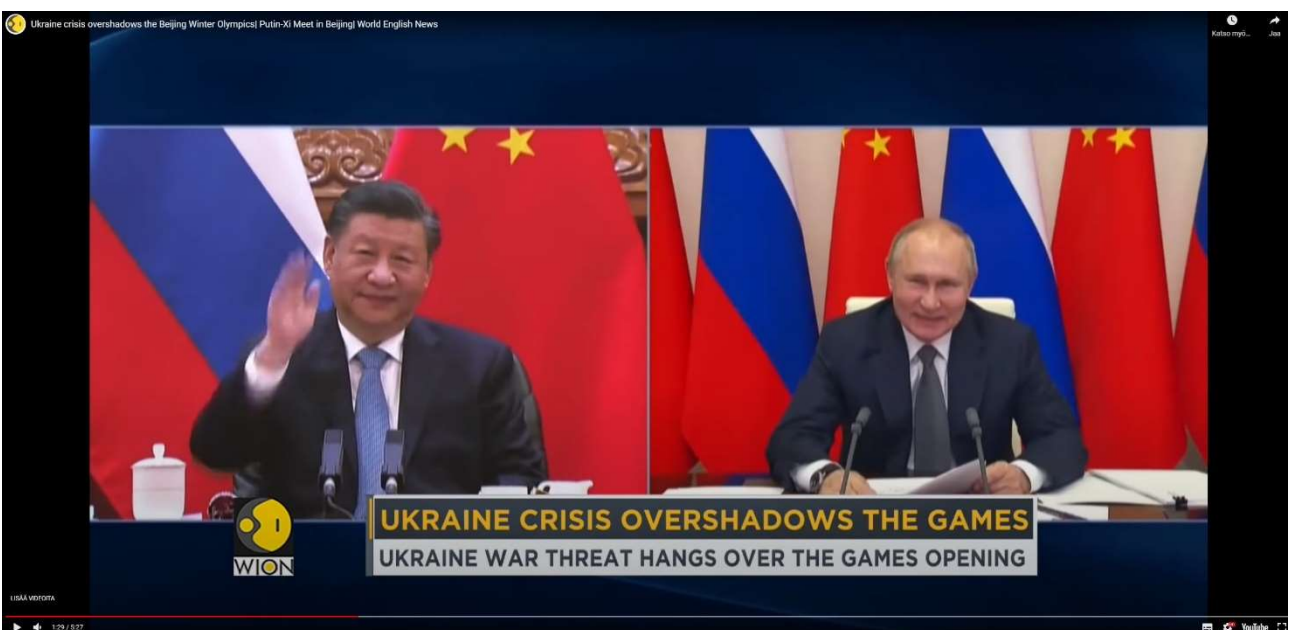 Ukraine crisis overshadows the Beijing Winter Olympics| Putin-Xi Meet in Beijing| World English News
Katso myö...
Jaa
UKRAINE CRISIS OVERSHADOWS THE GAMES
UKRAINE WAR THREAT HANGS OVER THE GAMES OPENING
WION
LISÄÄ VIDEOITA
1:29 / 5:27
YouTube